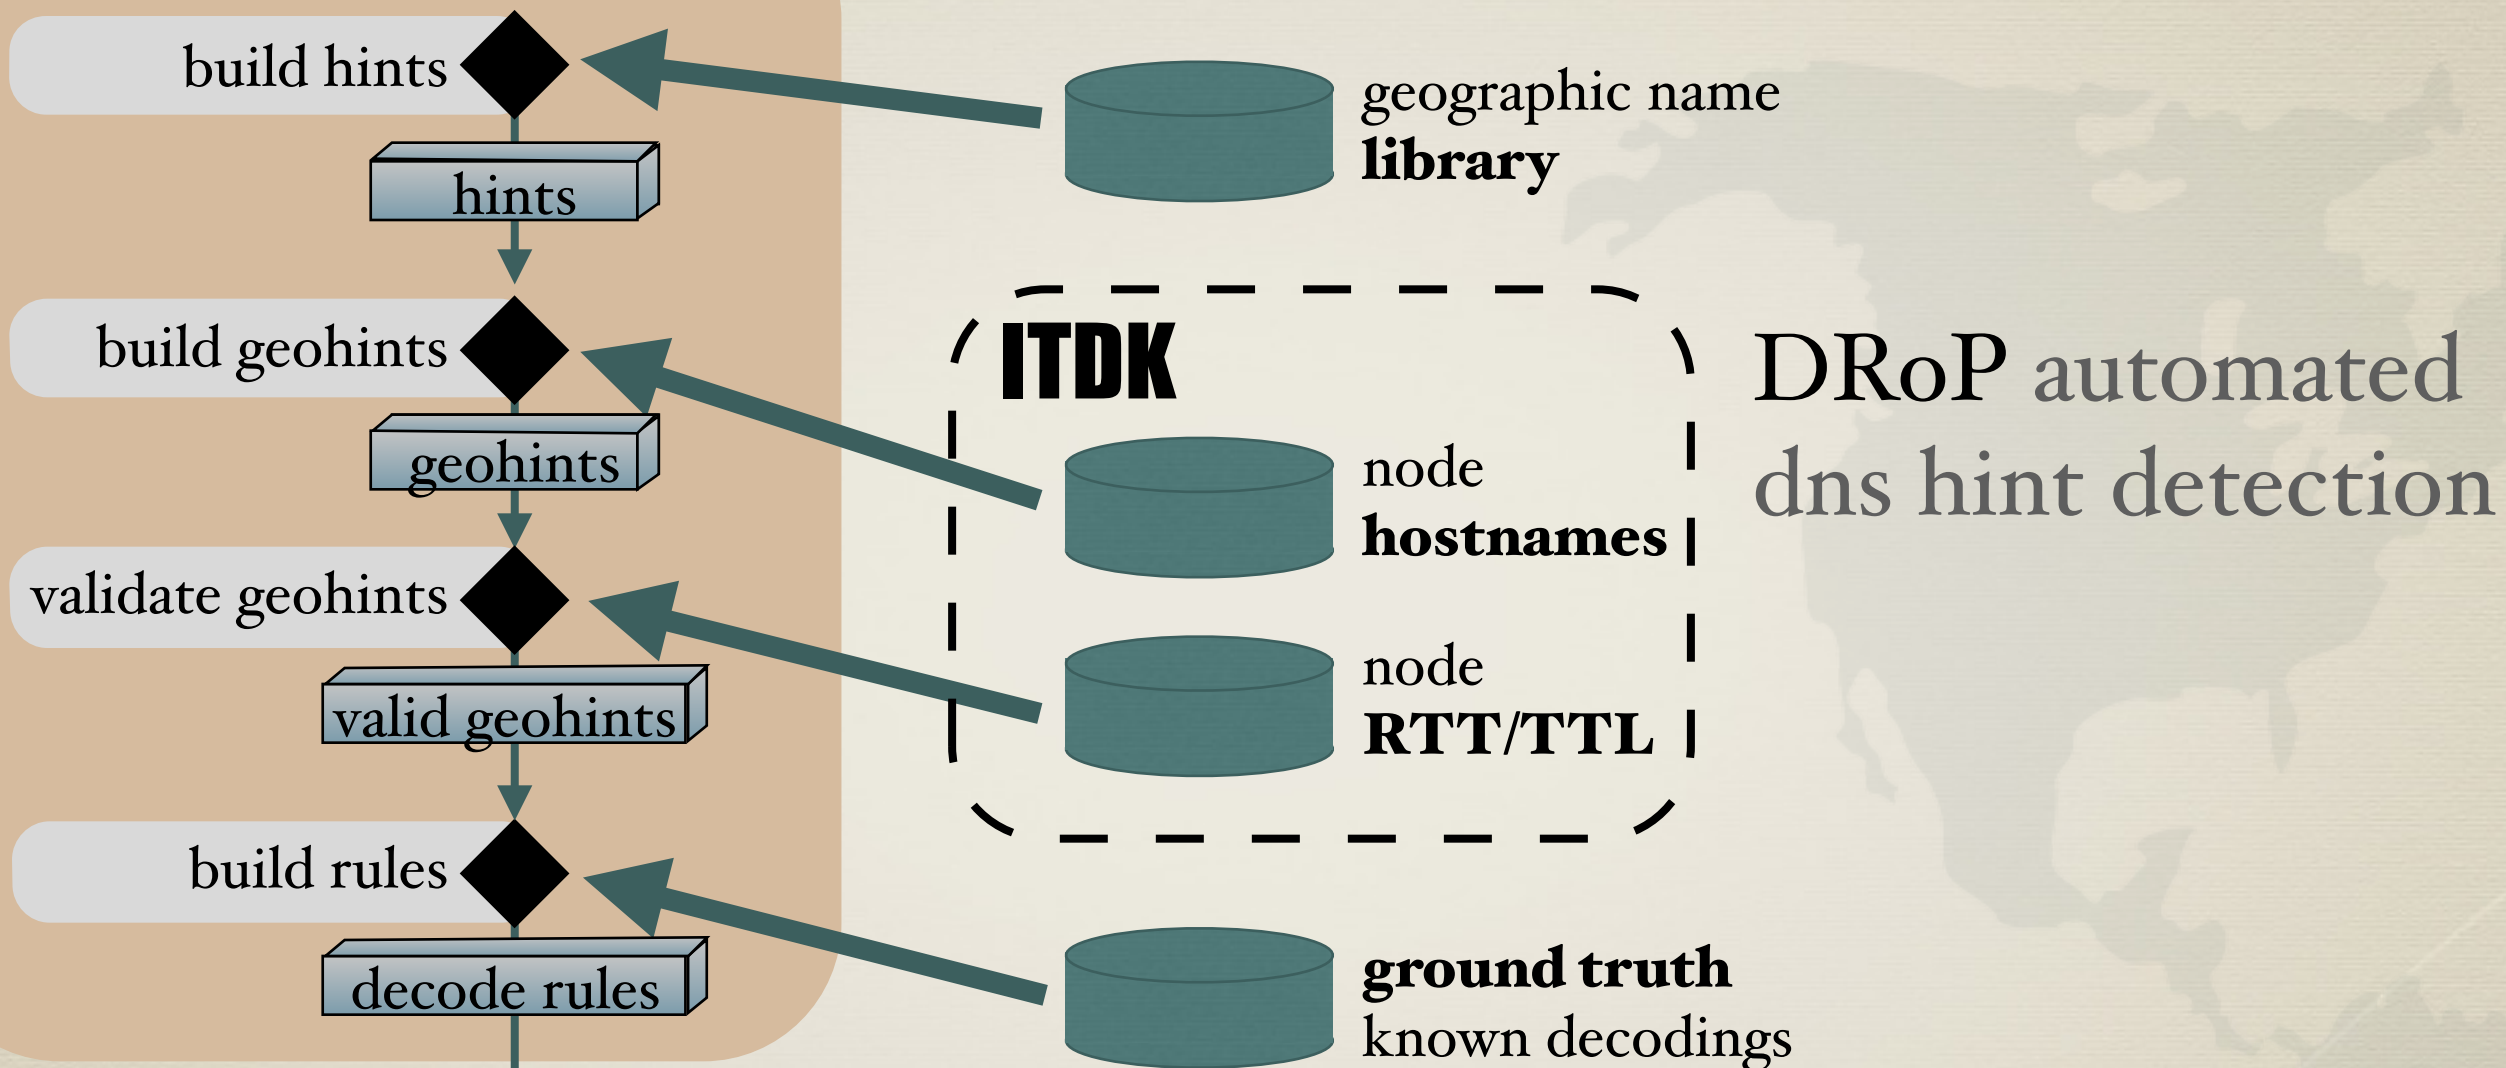 build hints
hints
build geohints
geohints
validate geohints
valid geohints
build rules
decode rules
geographic name
library
ITDK
node
hostnames
node
RTT/TTL
ground truth
known decodings
DRoP automated
dns hint detection